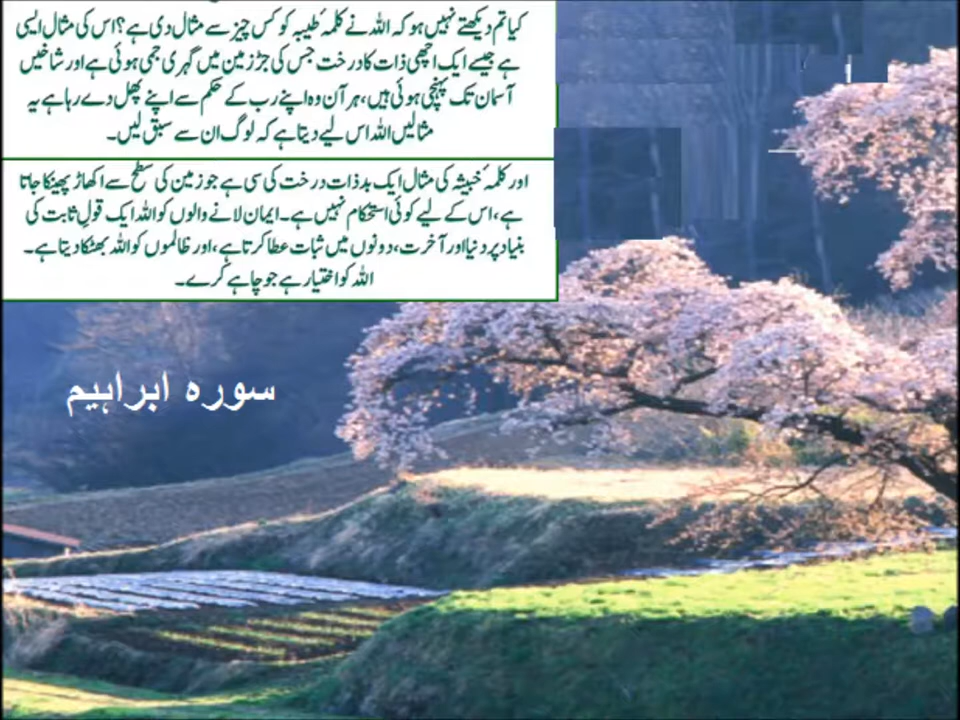 کیا تم دیکھتے نہیں ہو کہ اللہ نے کلمۂ طیبہ کو کس چیز سے مثال دی ہے؟ اس کی مثال ایسی
ہے جیسے ایک اچھی ذات کا درخت جس کی جڑ زمین میں گہری جمی ہوئی ہے اور شاخیں
آسمان تک پہنچی ہوئی ہیں، ہر آن وہ اپنے رب کے حکم سے اپنے پھل دے رہا ہے یہ
مثالیں اللہ اس لیے دیتا ہے کہ لوگ ان سے سبق لیں۔
اور کلمۂ خبیثہ کی مثال ایک بد ذات درخت کی سی ہے جو زمین کی سطح سے اکھاڑ پھینکا جاتا
ہے، اس کے لیے کوئی استحکام نہیں ہے۔ ایمان لانے والوں کو اللہ ایک قولِ ثابت کی
بنیاد پر دنیا اور آخرت، دونوں میں ثبات عطا کرتا ہے، اور ظالموں کو اللہ بھٹکا دیتا ہے۔
اللہ کو اختیار ہے جو چاہے کرے۔
سورہ ابراہیم